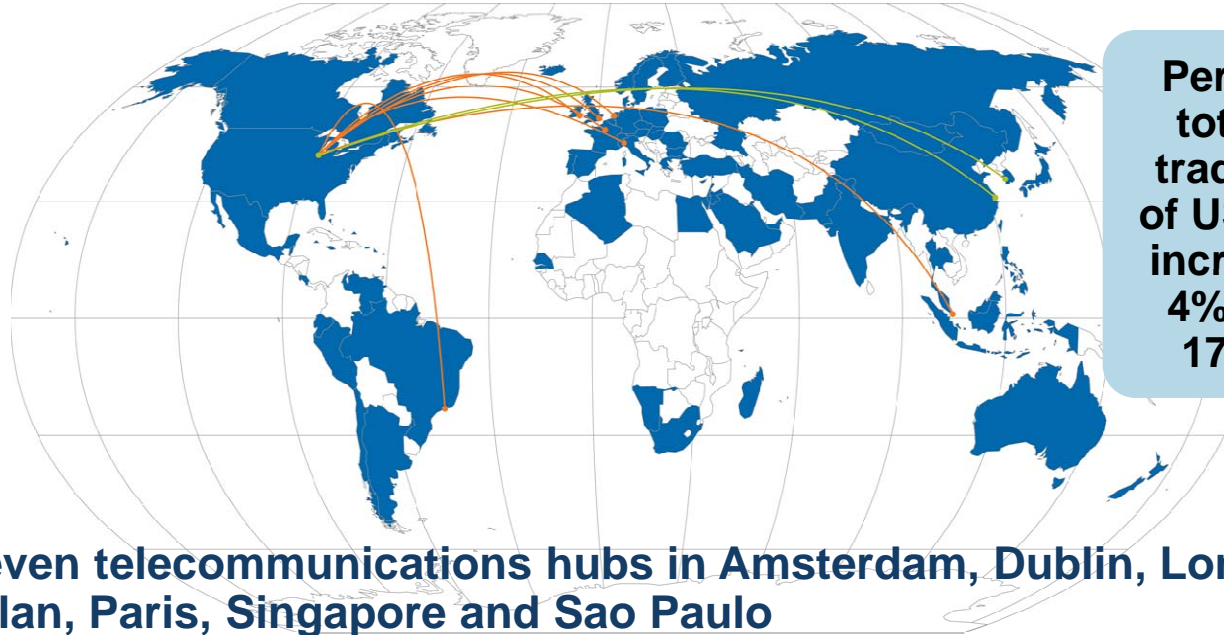 Per
tot
trad
of U
incr
4%
17
even telecommunications hubs in Amsterdam, Dublin, Lon
lan, Paris, Singapore and Sao Paulo